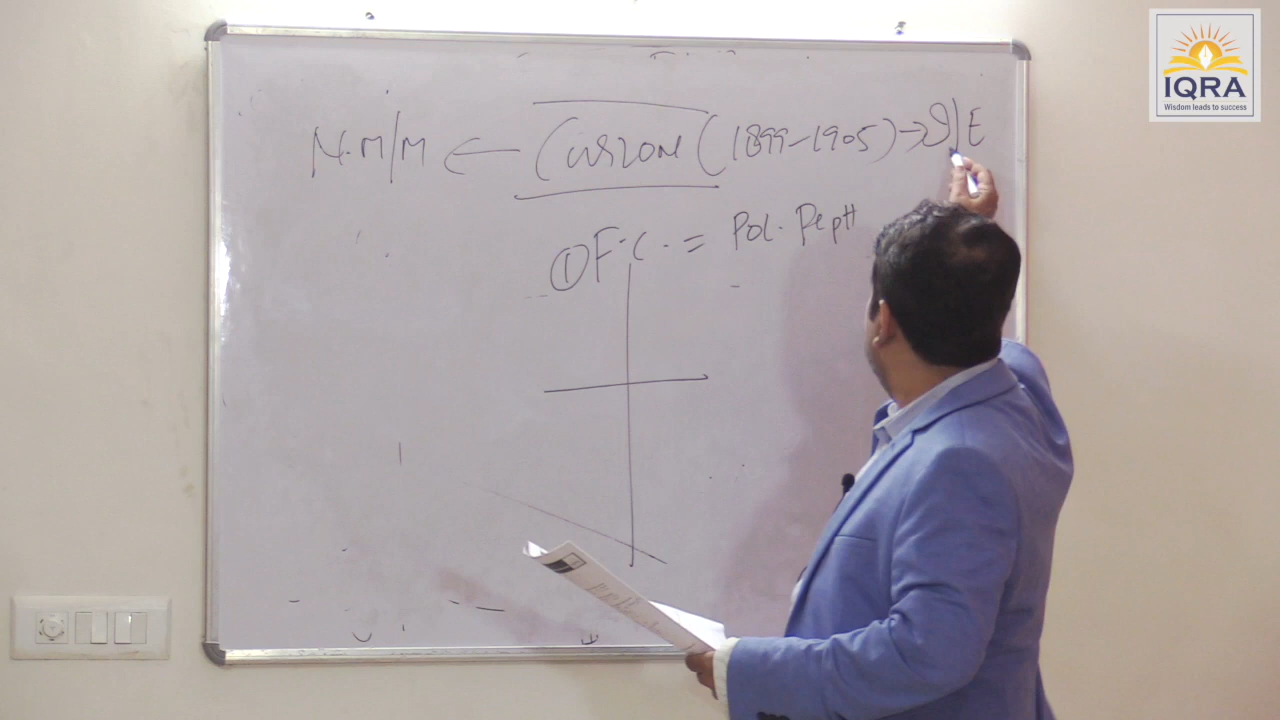 N.M/M ← Curzon (1899-1905) → I/E
① F.C. = Pol. Deptt
IQRA
Wisdom leads to success